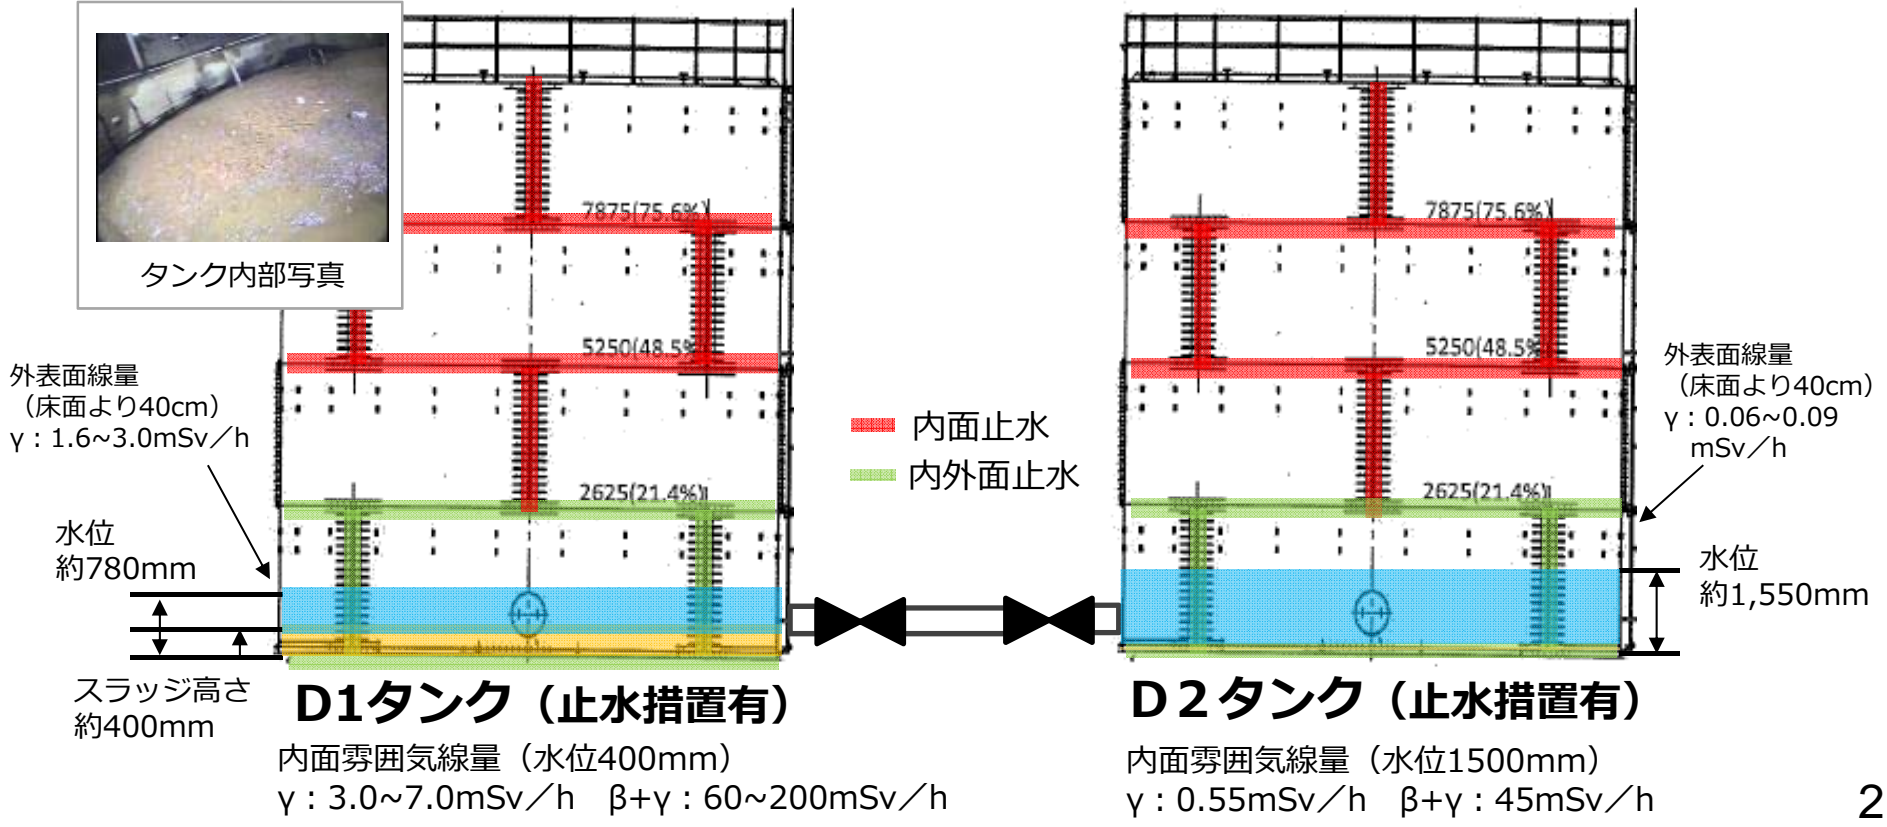 タンク内部写真
7875(75.6%)
5250(48.5%
2625(21.4%)
外表面線量
（床面より40cm）
γ：1.6~3.0mSv／h
水位
約780mm
スラッジ高さ
約400mm
D1タンク（止水措置有）
内面雰囲気線量（水位400mm）
γ：3.0~7.0mSv／h　β+γ：60~200mSv／h
内面止水
内外面止水
7875(75.6%)
5250(48.5%
2625(21.4%)
外表面線量
（床面より40cm）
γ：0.06~0.09
mSv／h
水位
約1,550mm
D２タンク（止水措置有）
内面雰囲気線量（水位1500mm）
γ：0.55mSv／h　β+γ：45mSv／h
2